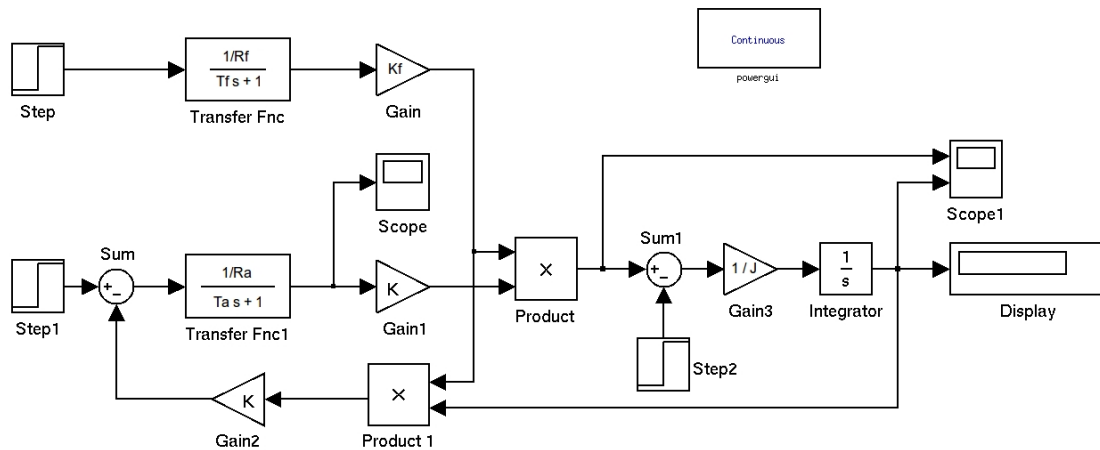 Continuous
powergui
1/Rf
Tf s + 1
Kf
Step
Transfer Fnc
Gain
Scope
Scope1
Sum
Sum1
+
−
1/Ra
Ta s + 1
K
×
+
−
1 / J
1
s
Step1
Transfer Fnc1
Gain1
Product
Gain3
Integrator
Display
Step2
K
×
Gain2
Product 1